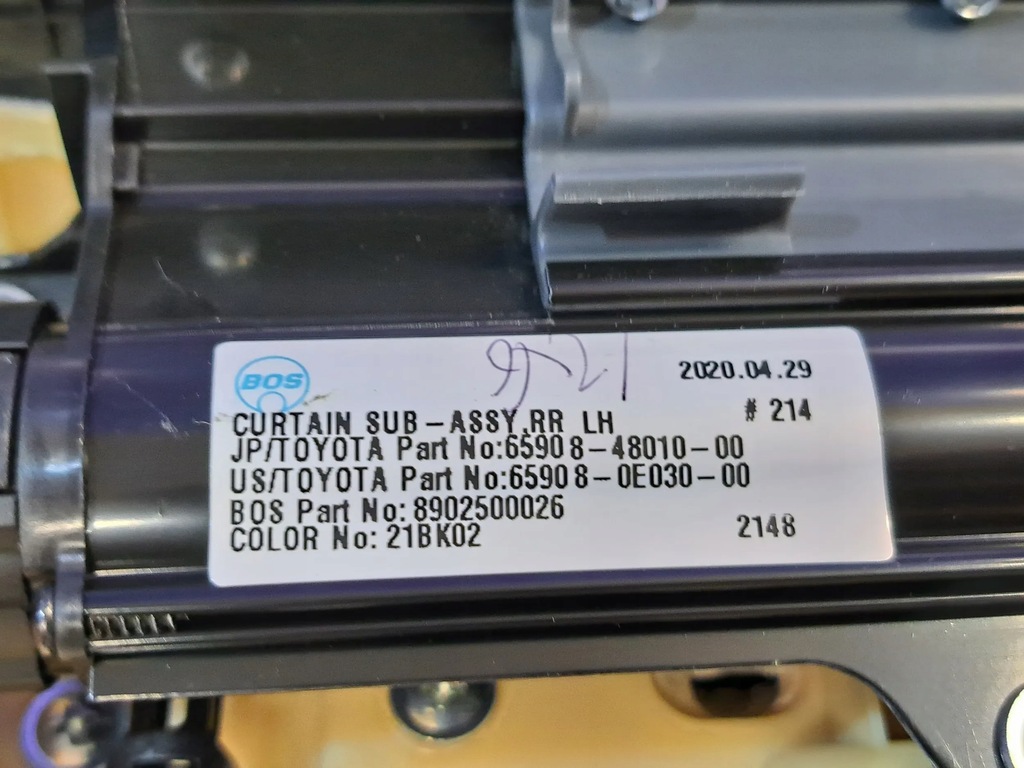 BOS
2020.04.29
# 214
CURTAIN SUB-ASSY,RR LH
JP/TOYOTA Part No:65908-48010-00
US/TOYOTA Part No:65908-0E030-00
BOS Part No: 8902500026
COLOR No: 21BK02
2148